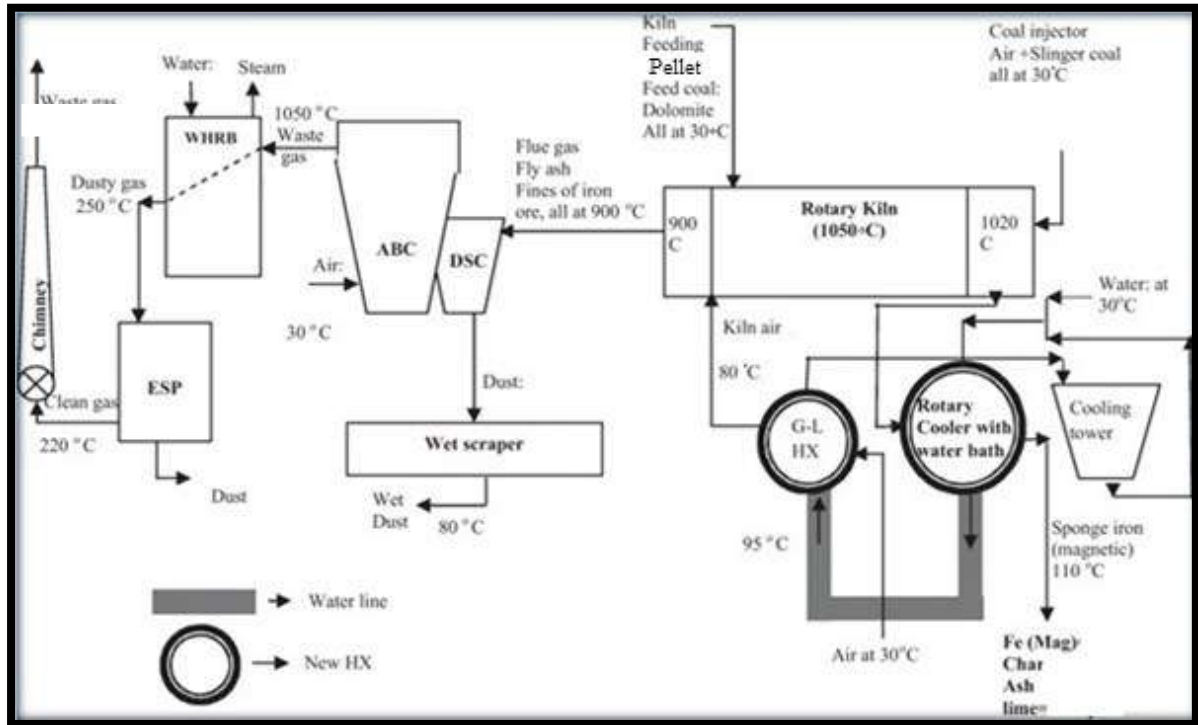 Water:
Steam
Waste gas
1050 °C
Waste
gas
WHRB
Dusty gas
250 °C
Chimney
Clean gas
220 °C
ESP
Dust
Air:
30 °C
ABC
DSC
Flue gas
Fly ash
Fines of iron
ore, all at 900 °C
Dust:
Wet scraper
Wet
Dust
80 °C
Kiln
Feeding
Pellet
Feed coal:
Dolomite
All at 30÷C
Coal injector
Air +Slinger coal
all at 30°C
900
C
Rotary Kiln
(1050÷C)
1020
C
Water: at
30°C
Kiln air
80 °C
G-L
HX
Rotary
Cooler with
water bath
Cooling
tower
95 °C
Sponge iron
(magnetic)
110 °C
Air at 30°C
Fe (Mag)
Char
Ash
lime=
Water line
New HX